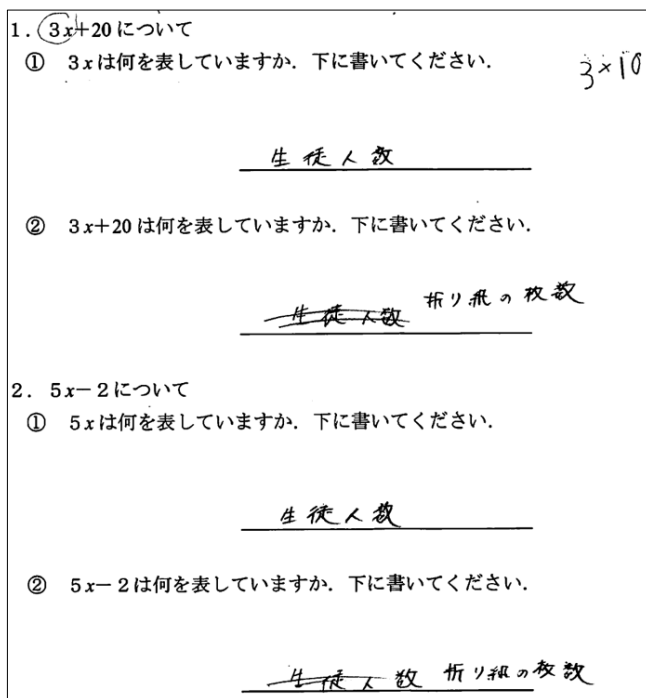 1. 3x+20について
① 3xは何を表していますか．下に書いてください．
3×10
生徒人数
② 3x+20は何を表していますか．下に書いてください．
生徒人数 折り紙の枚数
2. 5x－2について
① 5xは何を表していますか．下に書いてください．
生徒人数
② 5x－2は何を表していますか．下に書いてください．
生徒人数 折り紙の枚数